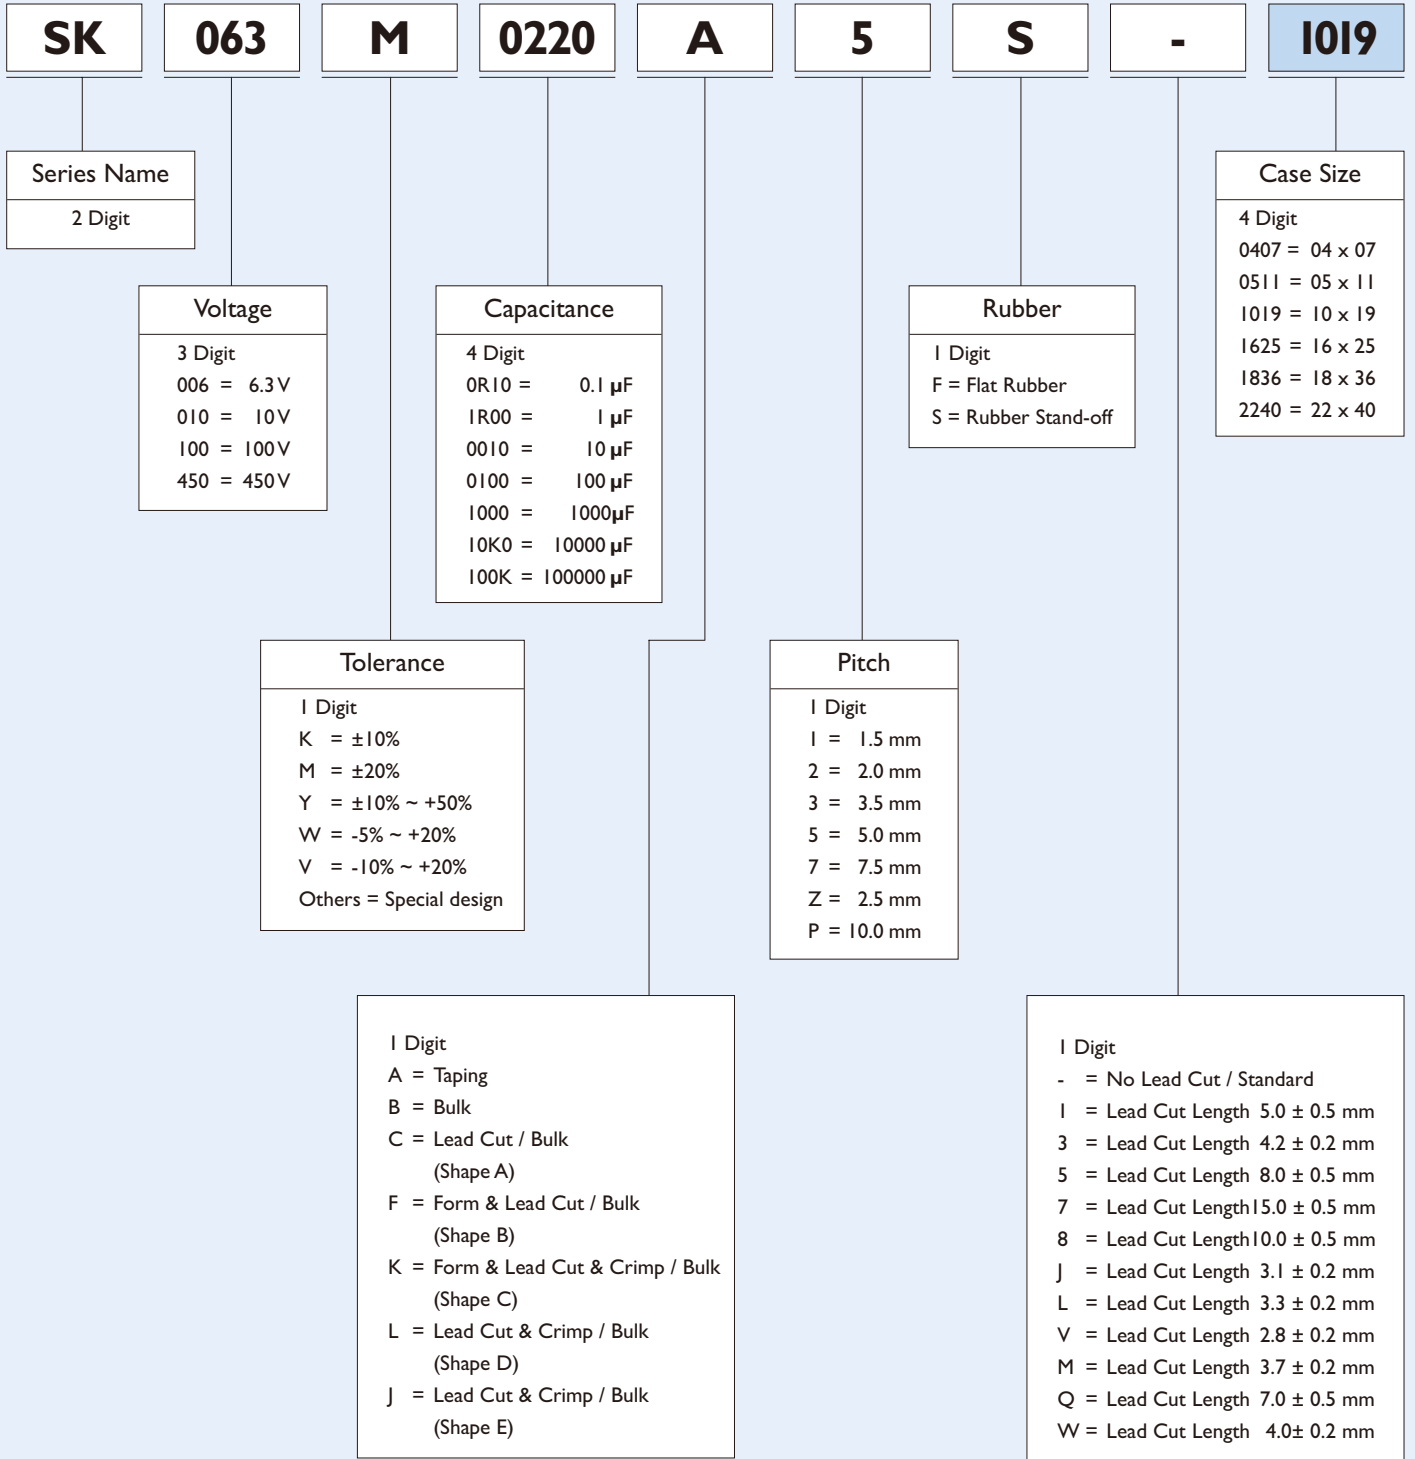 SK 063 M 0220 A 5 S - 1019
Series Name
2 Digit
Voltage
3 Digit
006 = 6.3V
010 = 10V
100 = 100V
450 = 450V
Capacitance
4 Digit
0R10 = 0.1 µF
1R00 = 1 µF
0010 = 10 µF
0100 = 100 µF
1000 = 1000µF
10K0 = 10000 µF
100K = 100000 µF
Rubber
1 Digit
F = Flat Rubber
S = Rubber Stand-off
Case Size
4 Digit
0407 = 04 x 07
0511 = 05 x 11
1019 = 10 x 19
1625 = 16 x 25
1836 = 18 x 36
2240 = 22 x 40
Tolerance
1 Digit
K = ±10%
M = ±20%
Y = ±10% ~ +50%
W = -5% ~ +20%
V = -10% ~ +20%
Others = Special design
Pitch
1 Digit
1 = 1.5 mm
2 = 2.0 mm
3 = 3.5 mm
5 = 5.0 mm
7 = 7.5 mm
Z = 2.5 mm
P = 10.0 mm
1 Digit
A = Taping
B = Bulk
C = Lead Cut / Bulk
(Shape A)
F = Form & Lead Cut / Bulk
(Shape B)
K = Form & Lead Cut & Crimp / Bulk
(Shape C)
L = Lead Cut & Crimp / Bulk
(Shape D)
J = Lead Cut & Crimp / Bulk
(Shape E)
1 Digit
- = No Lead Cut / Standard
1 = Lead Cut Length 5.0 ± 0.5 mm
3 = Lead Cut Length 4.2 ± 0.2 mm
5 = Lead Cut Length 8.0 ± 0.5 mm
7 = Lead Cut Length15.0 ± 0.5 mm
8 = Lead Cut Length10.0 ± 0.5 mm
J = Lead Cut Length 3.1 ± 0.2 mm
L = Lead Cut Length 3.3 ± 0.2 mm
V = Lead Cut Length 2.8 ± 0.2 mm
M = Lead Cut Length 3.7 ± 0.2 mm
Q = Lead Cut Length 7.0 ± 0.5 mm
W = Lead Cut Length 4.0± 0.2 mm